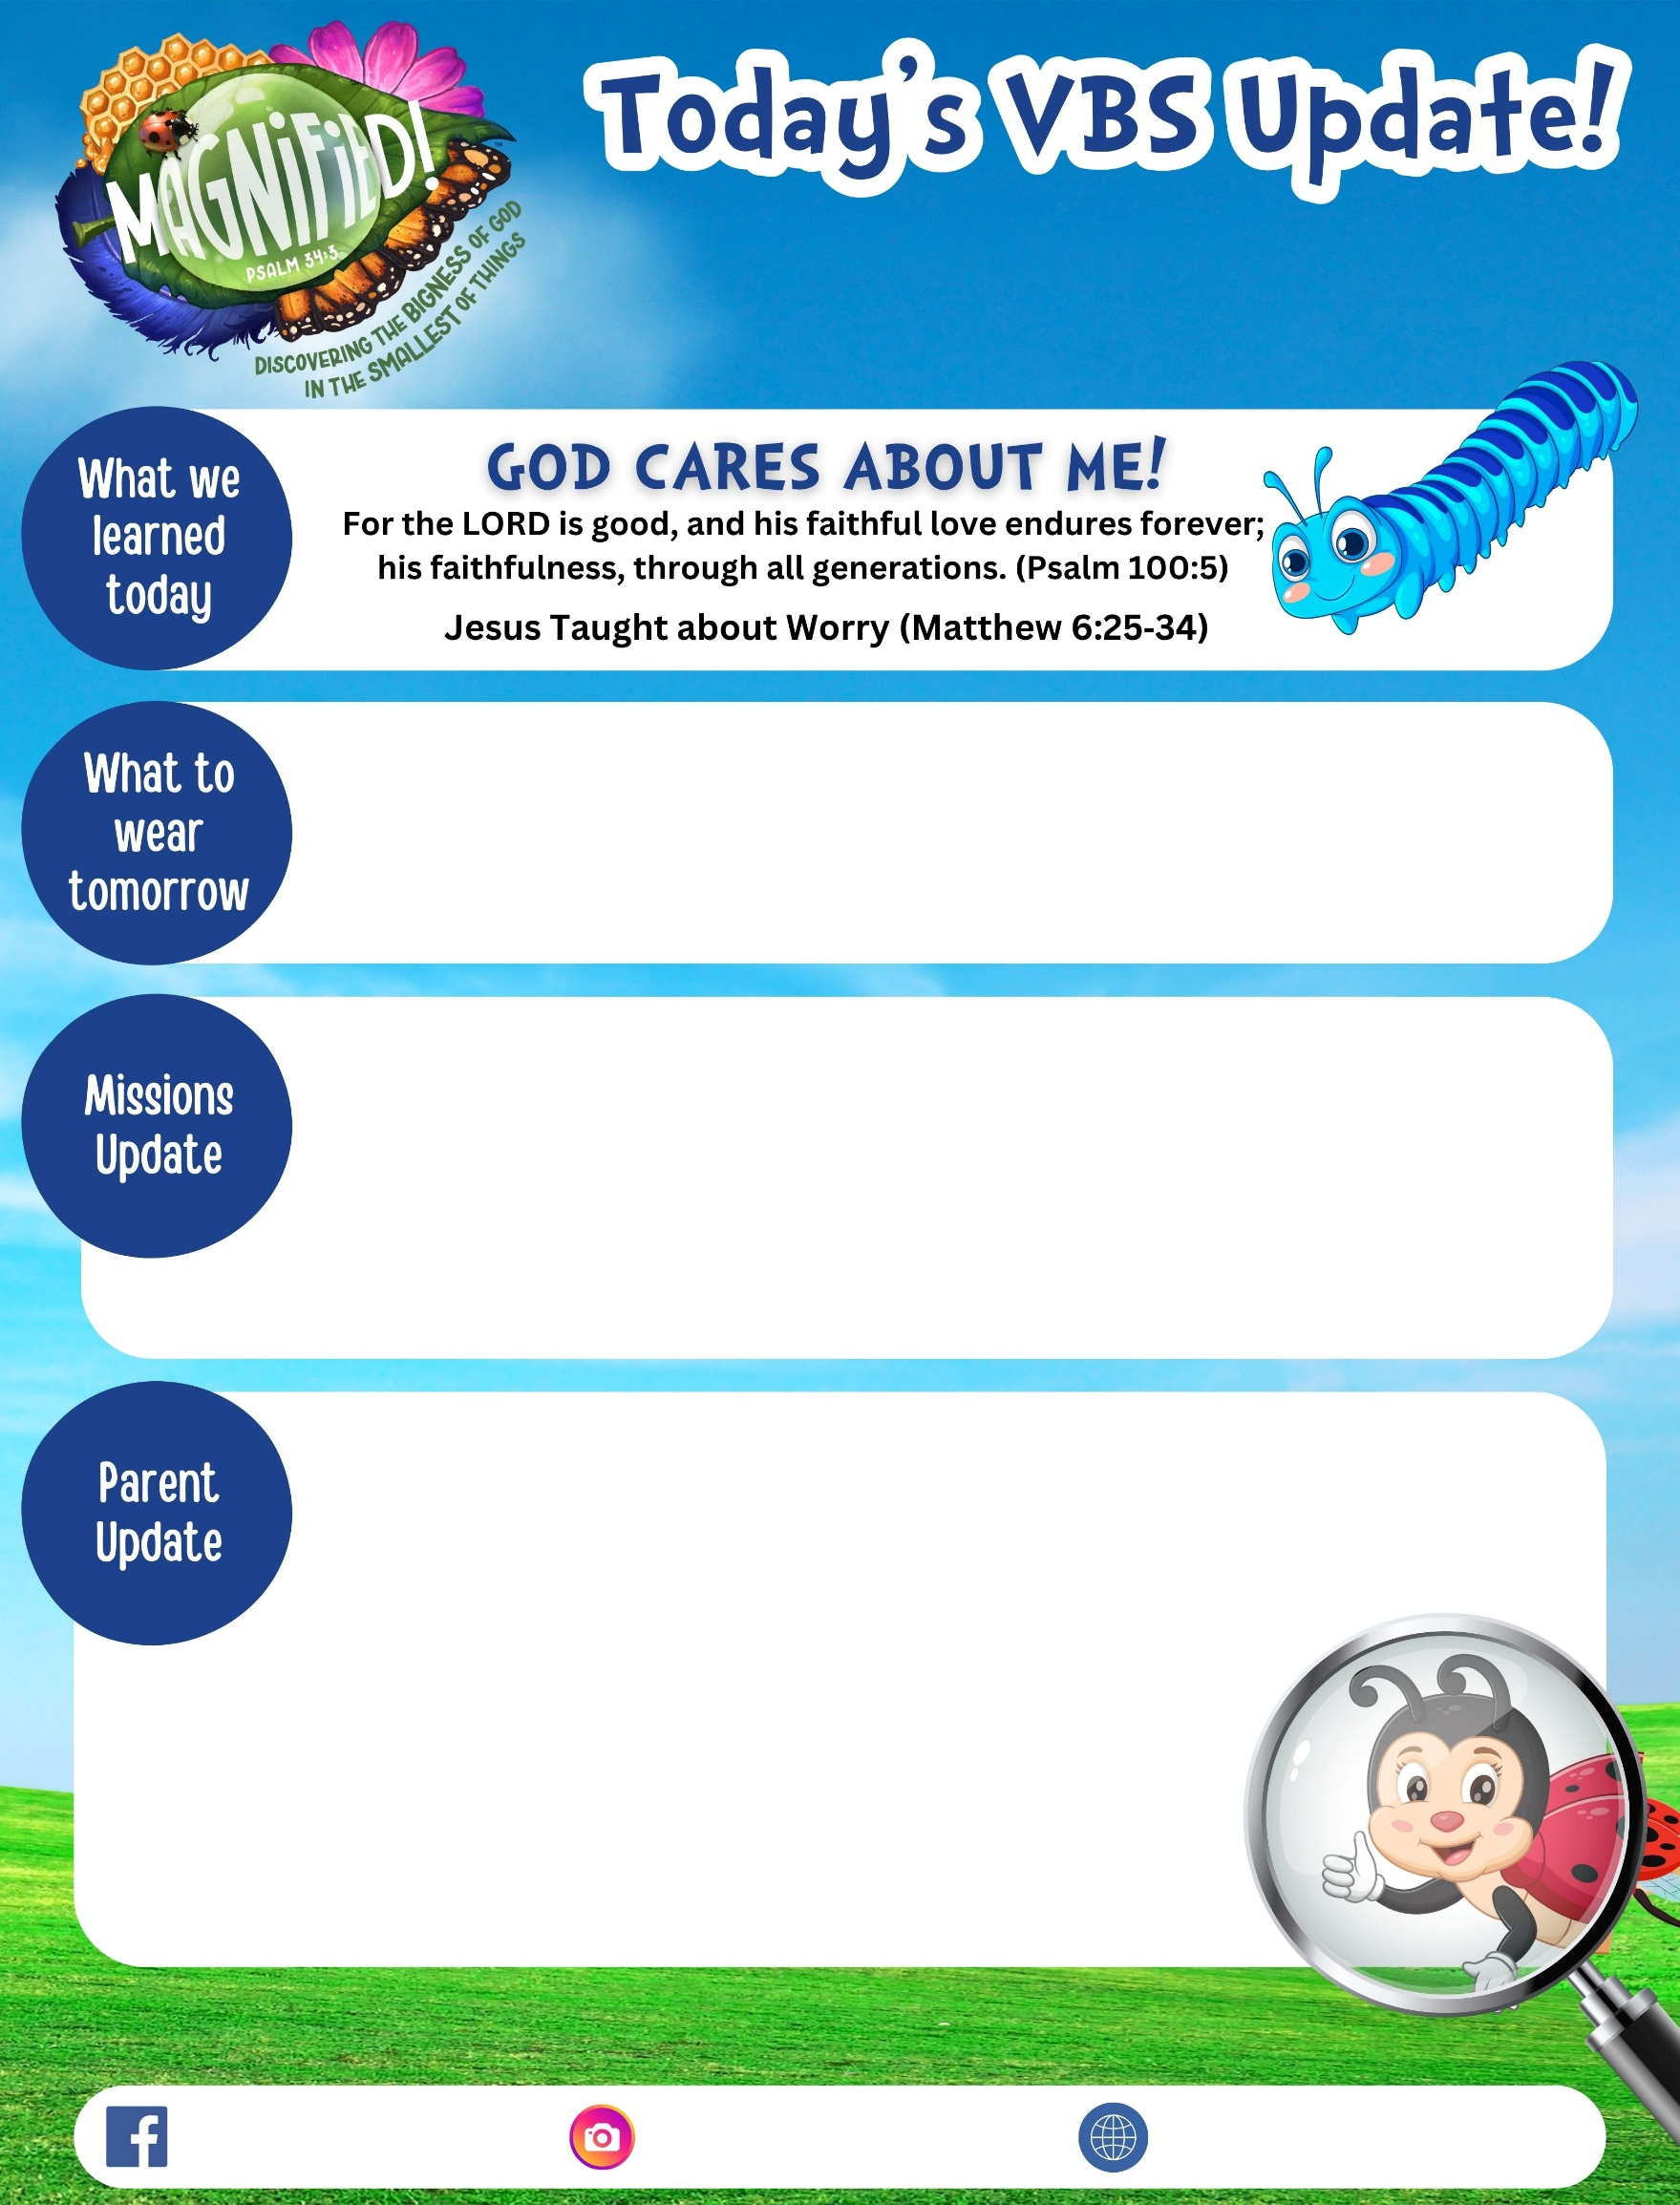 MAGNiFiED!
PSALM 34:3
™
DISCOVERING THE BIGNESS OF GOD
IN THE SMALLEST OF THINGS
Today's VBS Update!
What we
learned
today
GOD CARES ABOUT ME!
For the LORD is good, and his faithful love endures forever;
his faithfulness, through all generations. (Psalm 100:5)
Jesus Taught about Worry (Matthew 6:25-34)
What to
wear
tomorrow
Missions
Update
Parent
Update